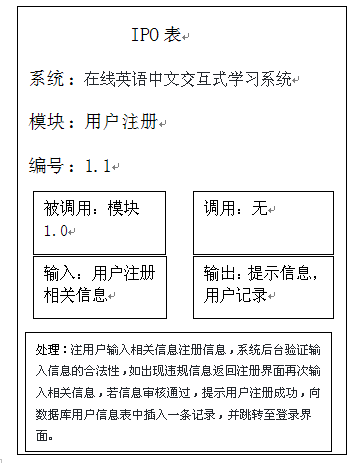 IPO 表
系统：在线英语中文交互式学习系统
模块：用户注册
编号：1.1
被调用：模块 1.0
调用：无
输入：用户注册相关信息
输出：提示信息，用户记录
处理：注用户输入相关信息注册信息，系统后台验证输
入信息的合法性，如出现违规信息返回注册界面再次输
入相关信息，若信息审核通过，提示用户注册成功，向
数据库用户信息表中插入一条记录，并跳转至登录界
面。